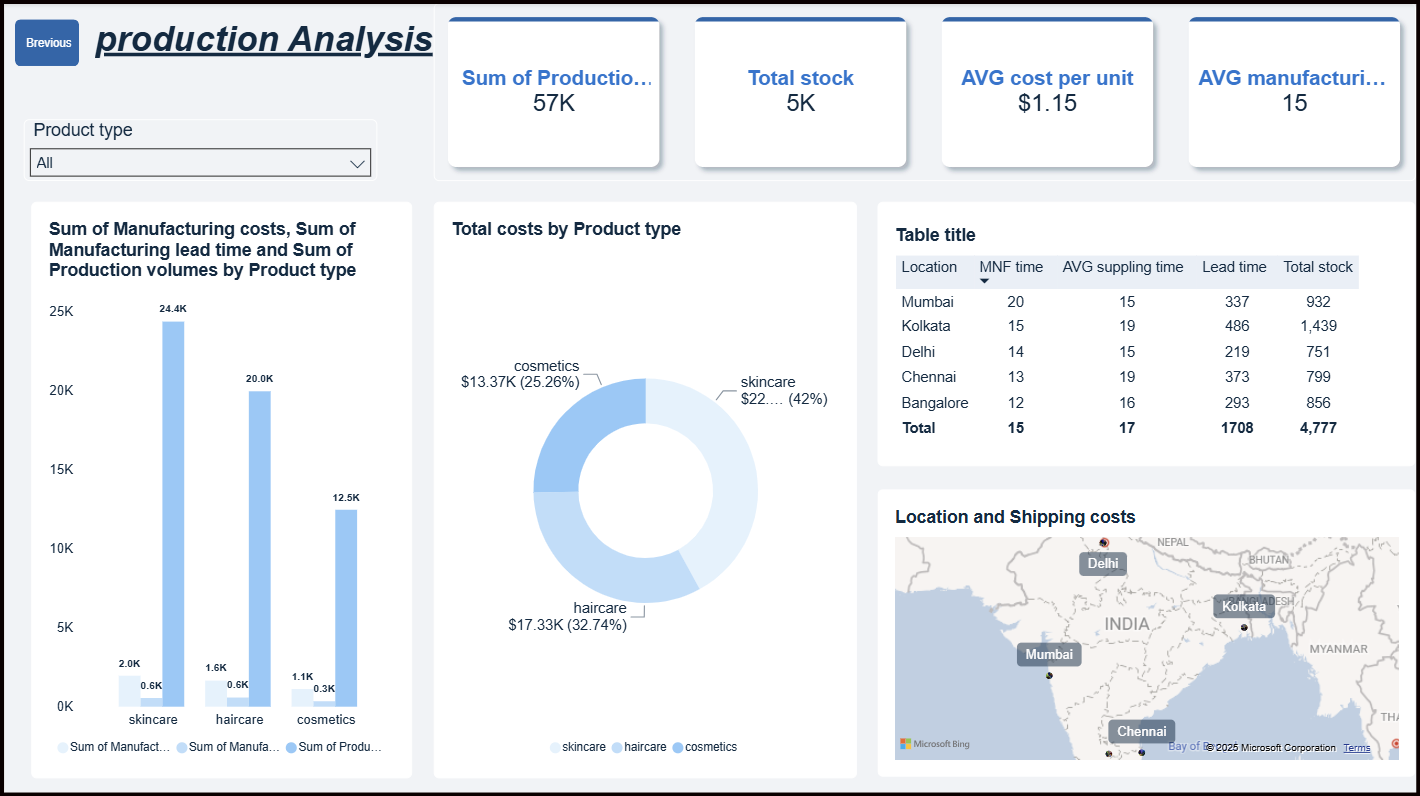 Brevious
production Analysis
Sum of Productio...
57K
Total stock
5K
AVG cost per unit
$1.15
AVG manufacturi...
15
Product type
All
Sum of Manufacturing costs, Sum of
Manufacturing lead time and Sum of
Production volumes by Product type
25K
20K
15K
10K
5K
0K
24.4K
20.0K
12.5K
2.0K
0.6K
1.6K
0.6K
1.1K
0.3K
skincare
haircare
cosmetics
Sum of Manufact...
Sum of Manufa...
Sum of Produ...
Total costs by Product type
cosmetics
$13.37K (25.26%)
skincare
$22.... (42%)
haircare
$17.33K (32.74%)
skincare haircare cosmetics
Table title
Location MNF time AVG suppling time Lead time Total stock
Mumbai 20 15 337 932
Kolkata 15 19 486 1,439
Delhi 14 15 219 751
Chennai 13 19 373 799
Bangalore 12 16 293 856
Total 15 17 1708 4,777
Location and Shipping costs
NEPAL
Delhi
BHUTAN
BANGLADESH
Kolkata
INDIA
Mumbai
MYANMAR
THA
Chennai
Microsoft Bing
Bay of
© 2025 Microsoft Corporation Terms